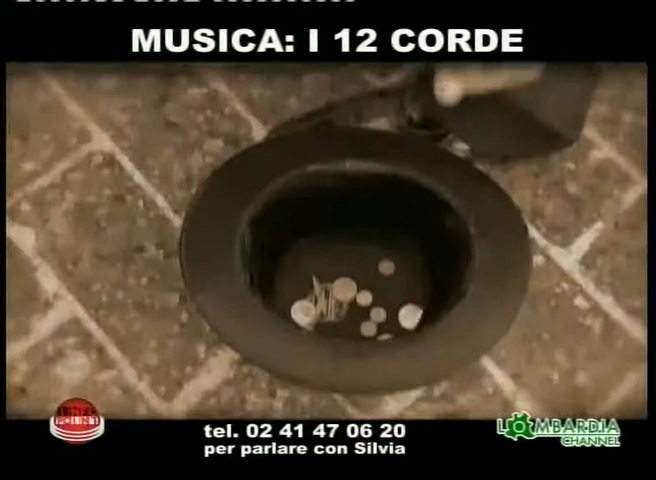 MUSICA: I 12 CORDE
tel. 02 41 47 06 20
per parlare con Silvia
LOMBARDIA
CHANNEL